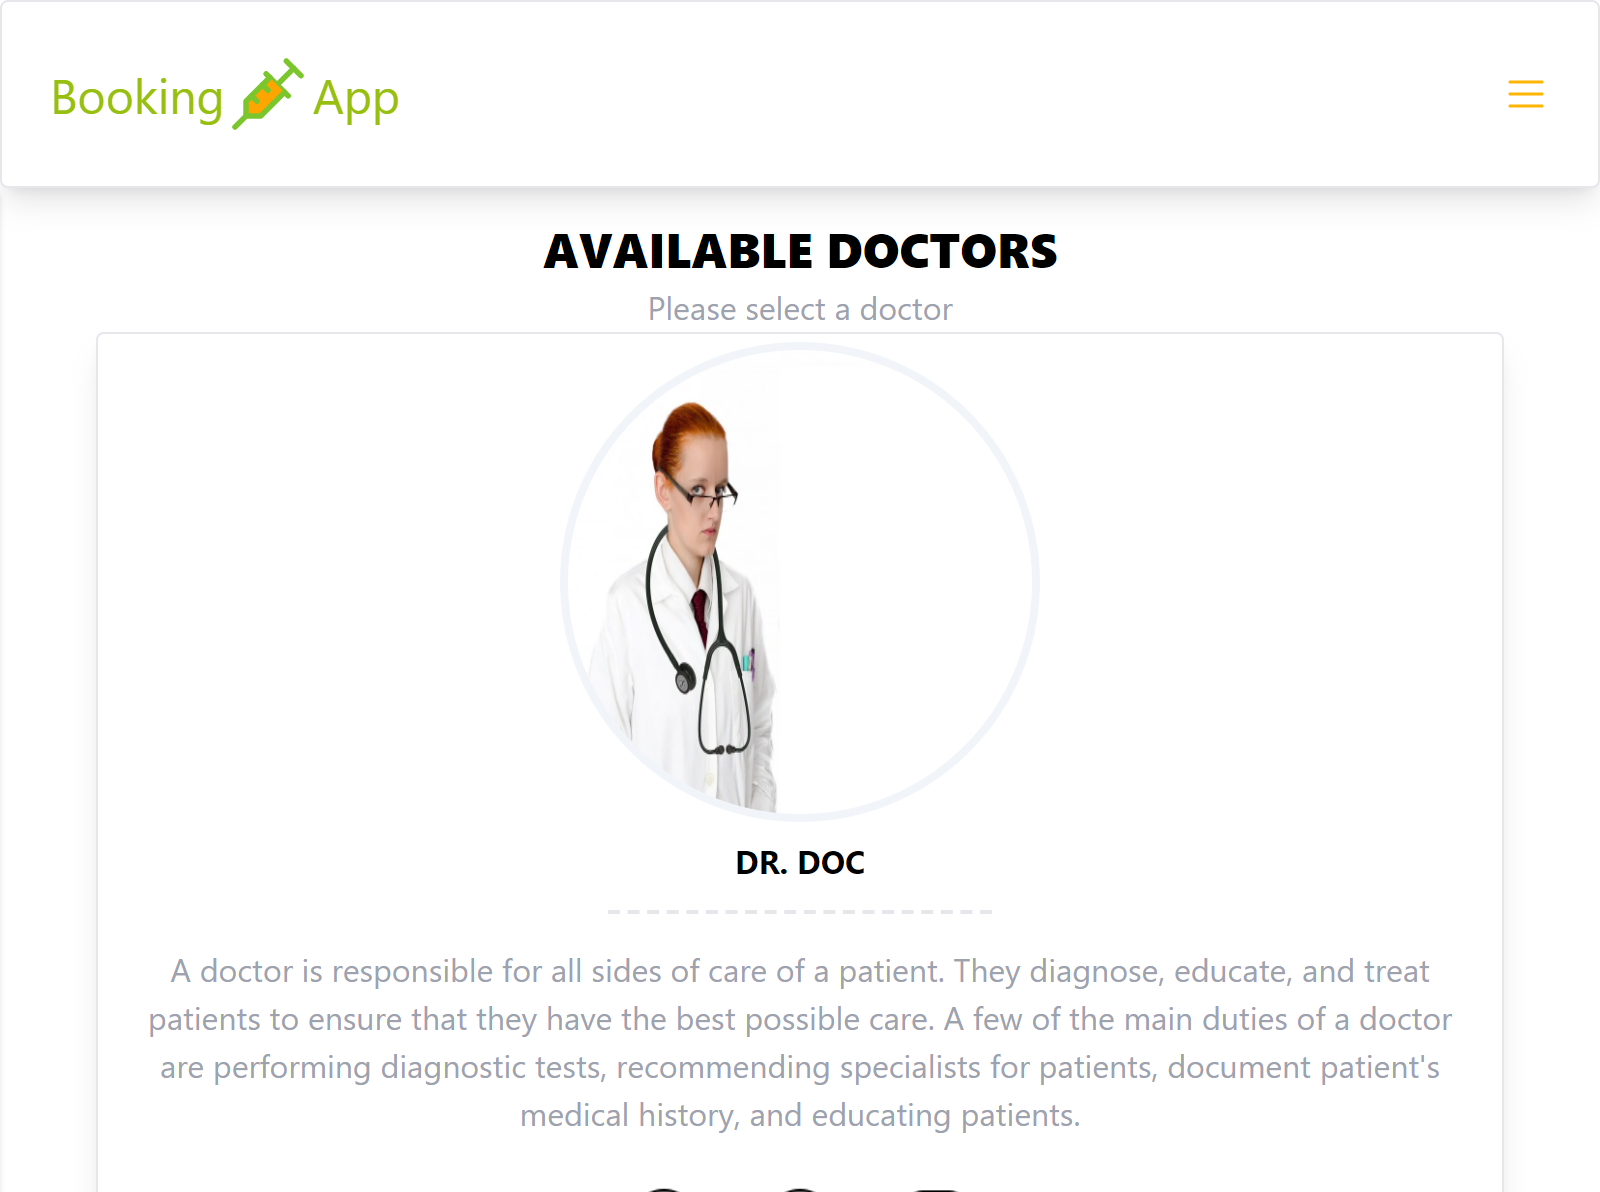 Booking App
AVAILABLE DOCTORS
Please select a doctor
DR. DOC
A doctor is responsible for all sides of care of a patient. They diagnose, educate, and treat
patients to ensure that they have the best possible care. A few of the main duties of a doctor
are performing diagnostic tests, recommending specialists for patients, document patient's
medical history, and educating patients.